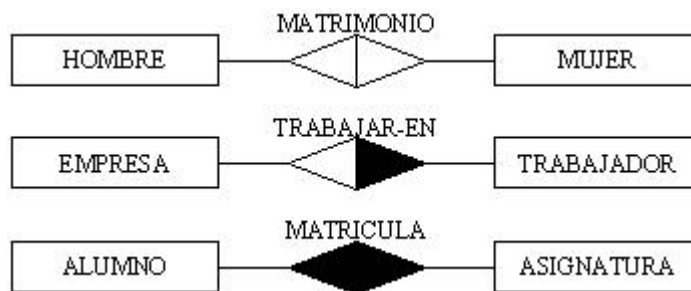 MATRIMONIO
HOMBRE MUJER
TRABAJAR-EN
EMPRESA TRABAJADOR
MATRICULA
ALUMNO ASIGNATURA